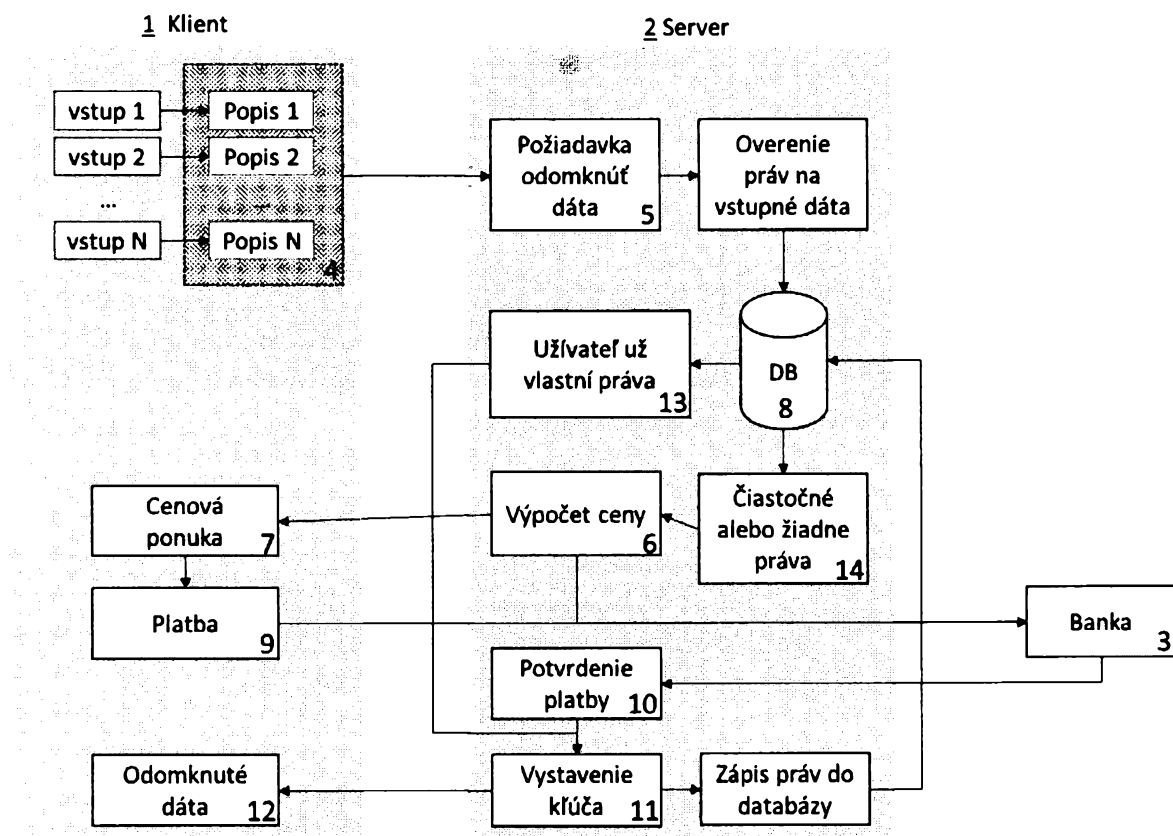 1 Klient
2 Server
vstup 1
Popis 1
vstup 2
Popis 2
...
...
vstup N
Popis N
4
Požiadavka
odomknúť
dáta
5
Overenie
práv na
vstupné dáta
Užívateľ už
vlastní práva
13
DB
8
Cenová
ponuka
7
Výpočet ceny
6
Čiastočné
alebo žiadne
práva
14
Platba
9
Banka
3
Potvrdenie
platby
10
Odomknuté
dáta
12
Vystavenie
kľúča
11
Zápis práv do
databázy